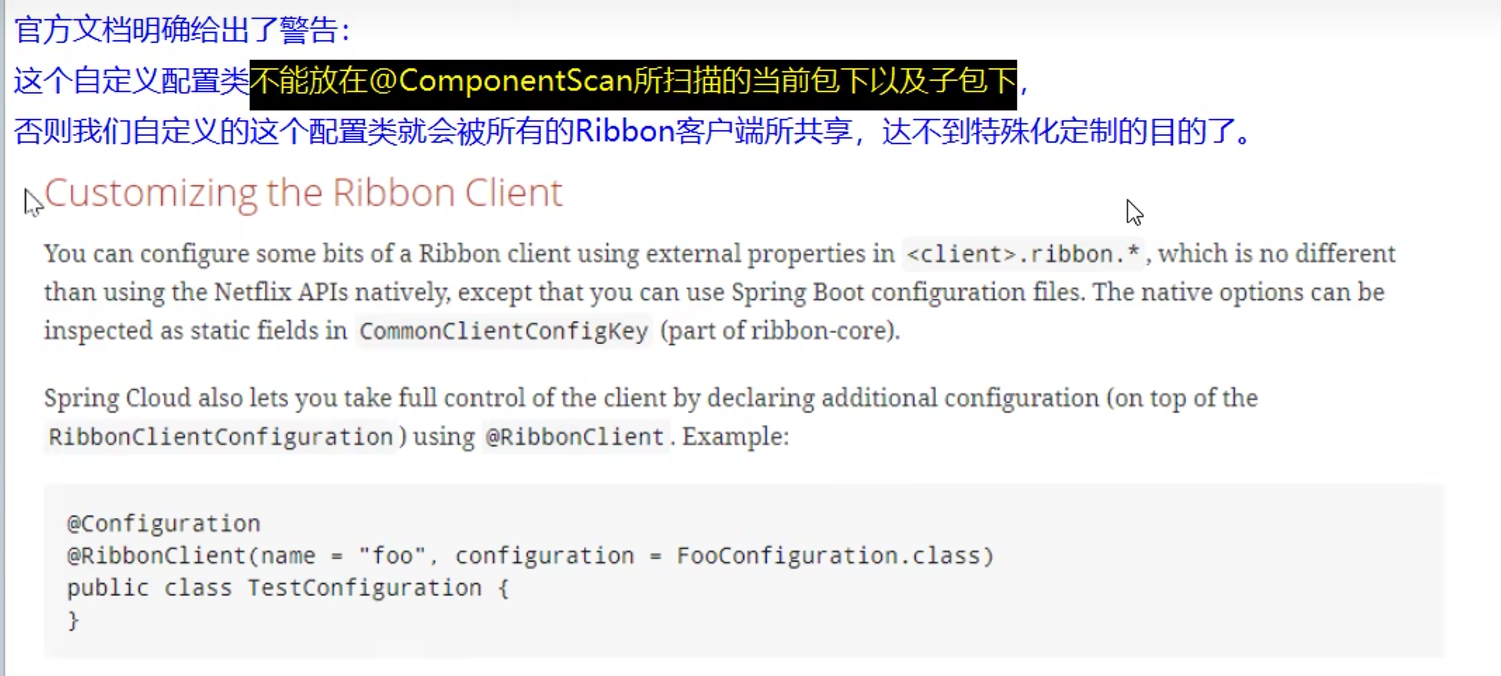 官方文档明确给出了警告：
这个自定义配置类不能放在@ComponentScan所扫描的当前包下以及子包下，
否则我们自定义的这个配置类就会被所有的Ribbon客户端所共享，达不到特殊化定制的目的了。
Customizing the Ribbon Client
You can configure some bits of a Ribbon client using external properties in <client>.ribbon.*, which is no different
than using the Netflix APIs natively, except that you can use Spring Boot configuration files. The native options can be
inspected as static fields in CommonClientConfigKey (part of ribbon-core).
Spring Cloud also lets you take full control of the client by declaring additional configuration (on top of the
RibbonClientConfiguration) using @RibbonClient. Example:
@Configuration
@RibbonClient(name = "foo", configuration = FooConfiguration.class)
public class TestConfiguration {
}